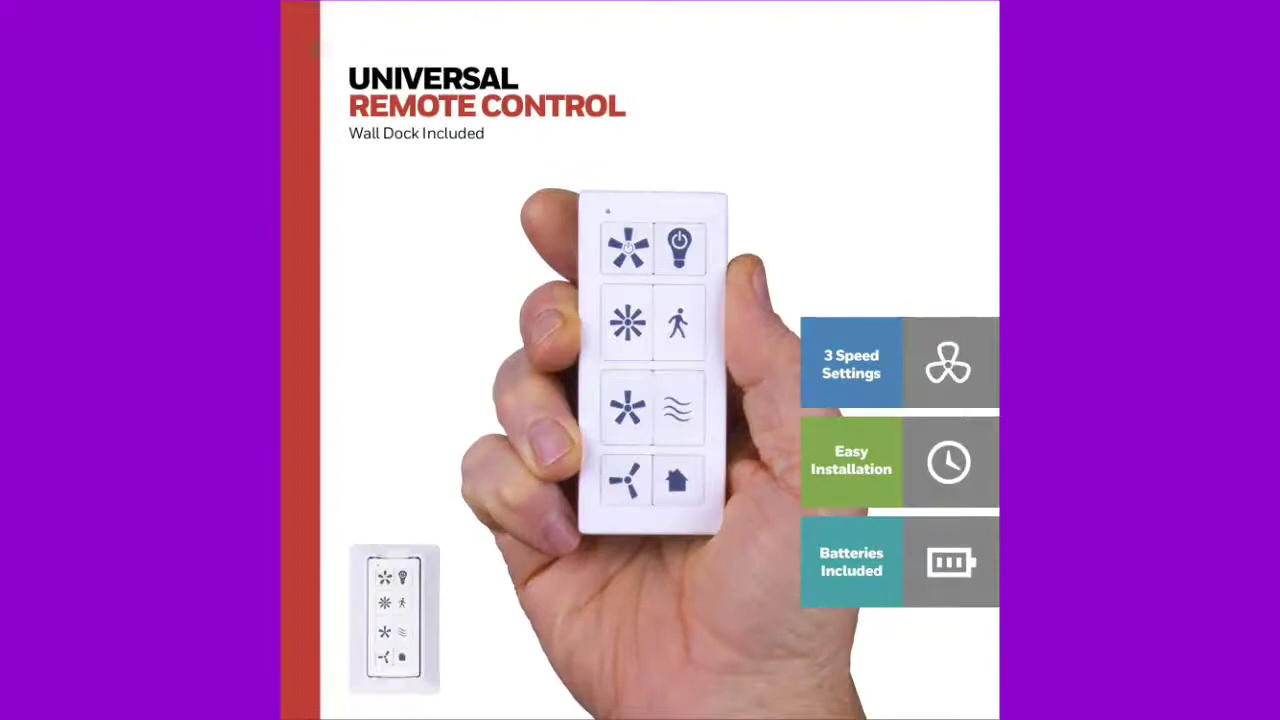 UNIVERSAL
REMOTE CONTROL
Wall Dock Included
3 Speed
Settings
Easy
Installation
Batteries
Included